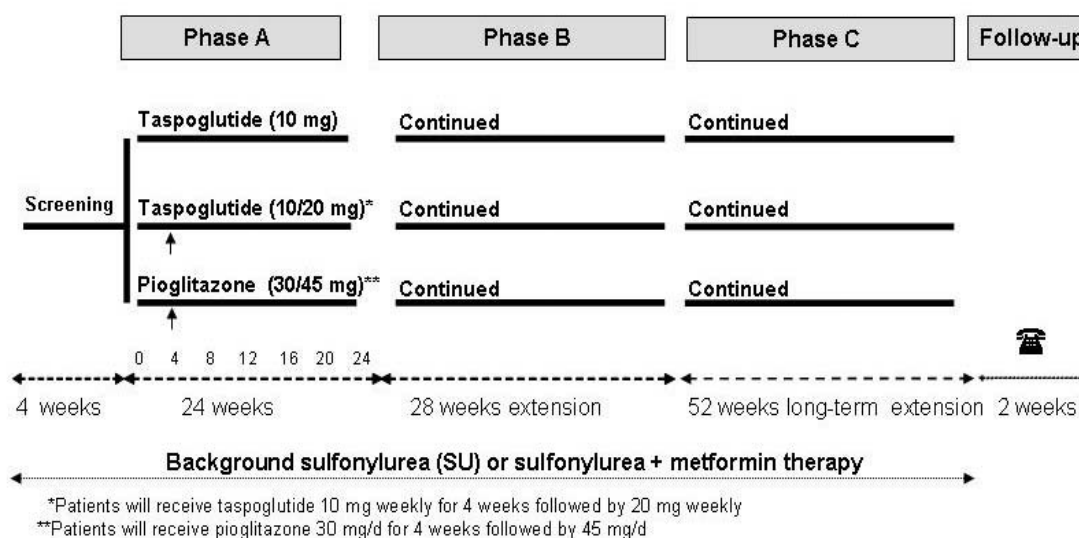 Phase A Phase B Phase C Follow-up
Taspoglutide (10 mg) Continued Continued
Screening
Taspoglutide (10/20 mg)* Continued Continued
Pioglitazone (30/45 mg)** Continued Continued
0 4 8 12 16 20 24
4 weeks 24 weeks 28 weeks extension 52 weeks long-term extension 2 weeks
Background sulfonylurea (SU) or sulfonylurea + metformin therapy
*Patients will receive taspoglutide 10 mg weekly for 4 weeks followed by 20 mg weekly
**Patients will receive pioglitazone 30 mg/d for 4 weeks followed by 45 mg/d